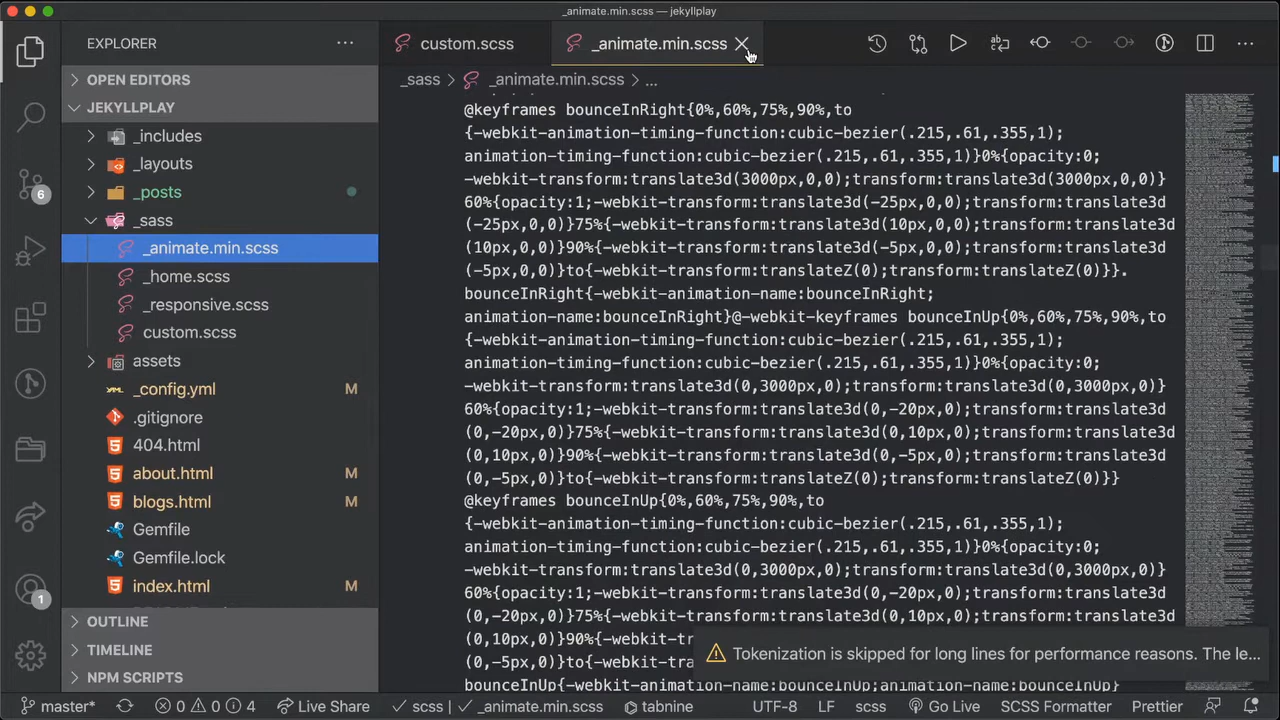 _animate.min.scss — jekyllplay
EXPLORER
OPEN EDITORS
JEKYLLPLAY
_includes
_layouts
_posts
_sass
_animate.min.scss
_home.scss
_responsive.scss
custom.scss
assets
_config.yml M
.gitignore
404.html
about.html M
blogs.html M
Gemfile
Gemfile.lock
index.html M
OUTLINE
TIMELINE
NPM SCRIPTS
6
1
custom.scss
_animate.min.scss
_sass > _animate.min.scss > ...
@keyframe bounceInRight{0%,60%,75%,90%,to
{-webkit-animation-timing-function:cubic-bezier(.215,.61,.355,1);
animation-timing-function:cubic-bezier(.215,.61,.355,1)}0%{opacity:0;
-webkit-transform:translate3d(3000px,0,0);transform:translate3d(3000px,0,0)}
60%{opacity:1;-webkit-transform:translate3d(-25px,0,0);transform:translate3d
(-25px,0,0)}75%{-webkit-transform:translate3d(10px,0,0);transform:translate3d
(10px,0,0)}90%{-webkit-transform:translate3d(-5px,0,0);transform:translate3d
(-5px,0,0)}to{-webkit-transform:translateZ(0);transform:translateZ(0)}}.
bounceInRight{-webkit-animation-name:bounceInRight;
animation-name:bounceInRight}@-webkit-keyframes bounceInUp{0%,60%,75%,90%,to
{-webkit-animation-timing-function:cubic-bezier(.215,.61,.355,1);
animation-timing-function:cubic-bezier(.215,.61,.355,1)}0%{opacity:0;
-webkit-transform:translate3d(0,3000px,0);transform:translate3d(0,3000px,0)}
60%{opacity:1;-webkit-transform:translate3d(0,-20px,0);transform:translate3d
(0,-20px,0)}75%{-webkit-transform:translate3d(0,10px,0);transform:translate3d
(0,10px,0)}90%{-webkit-transform:translate3d(0,-5px,0);transform:translate3d
(0,-5px,0)}to{-webkit-transform:translateZ(0);transform:translateZ(0)}}
@keyframe bounceInUp{0%,60%,75%,90%,to
{-webkit-animation-timing-function:cubic-bezier(.215,.61,.355,1);
animation-timing-function:cubic-bezier(.215,.61,.355,1)}0%{opacity:0;
-webkit-transform:translate3d(0,3000px,0);transform:translate3d(0,3000px,0)}
60%{opacity:1;-webkit-transform:translate3d(0,-20px,0);transform:translate3d
(0,-20px,0)}75%{-webkit-transform:translate3d(0,10px,0);transform:translate3d
(0,10px,0)}90%{-webkit-tr
(0,-5px,0)}to{-webkit-tra
bounceInUp{-webkit-animation-name:bounceInUp;animation-name:bounceInUp}
Tokenization is skipped for long lines for performance reasons. The le...
master* 0 0 4 Live Share scss | _animate.min.scss tabnine UTF-8 LF scss Go Live SCSS Formatter Prettier